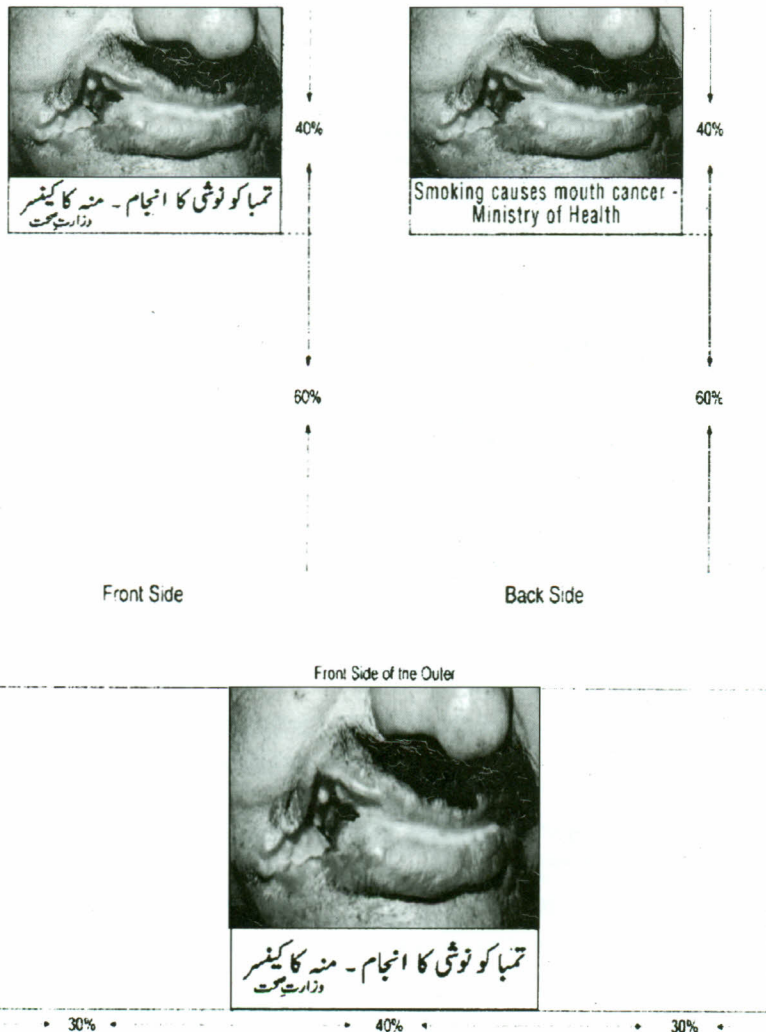 40%
40%
تمباکو نوشی کا انجام ۔ منہ کا کینسر
وزارت صحت
Smoking causes mouth cancer -
Ministry of Health
60%
60%
Front Side
Back Side
Front Side of the Outer
تمباکو نوشی کا انجام ۔ منہ کا کینسر
وزارت صحت
30%
40%
30%